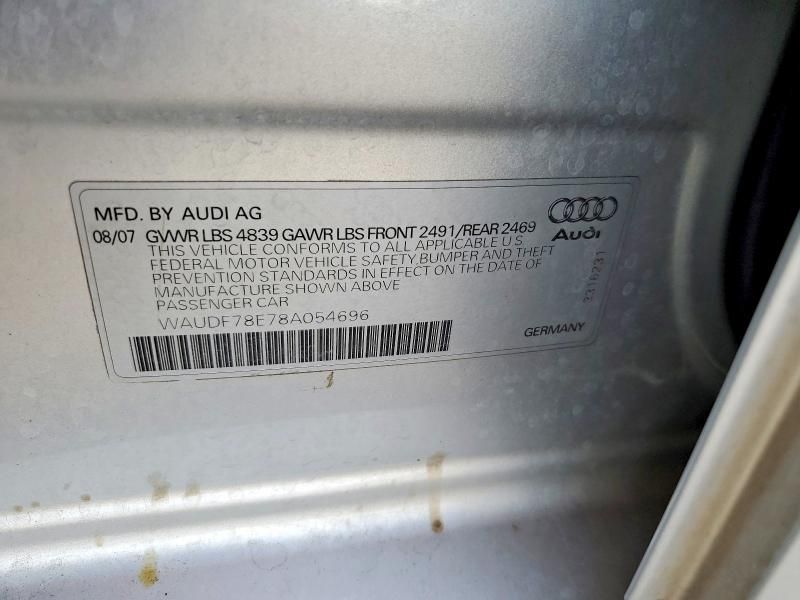 MFD. BY AUDI AG
08/07 GVWR LBS 4839 GAWR LBS FRONT 2491/REAR 2469
Audi
THIS VEHICLE CONFORMS TO ALL APPLICABLE U.S
FEDERAL MOTOR VEHICLE SAFETY,BUMPER AND THEFT
PREVENTION STANDARDS IN EFFECT ON THE DATE OF
MANUFACTURE SHOWN ABOVE
PASSENGER CAR
WAUDF78E78A054696
3316231
GERMANY